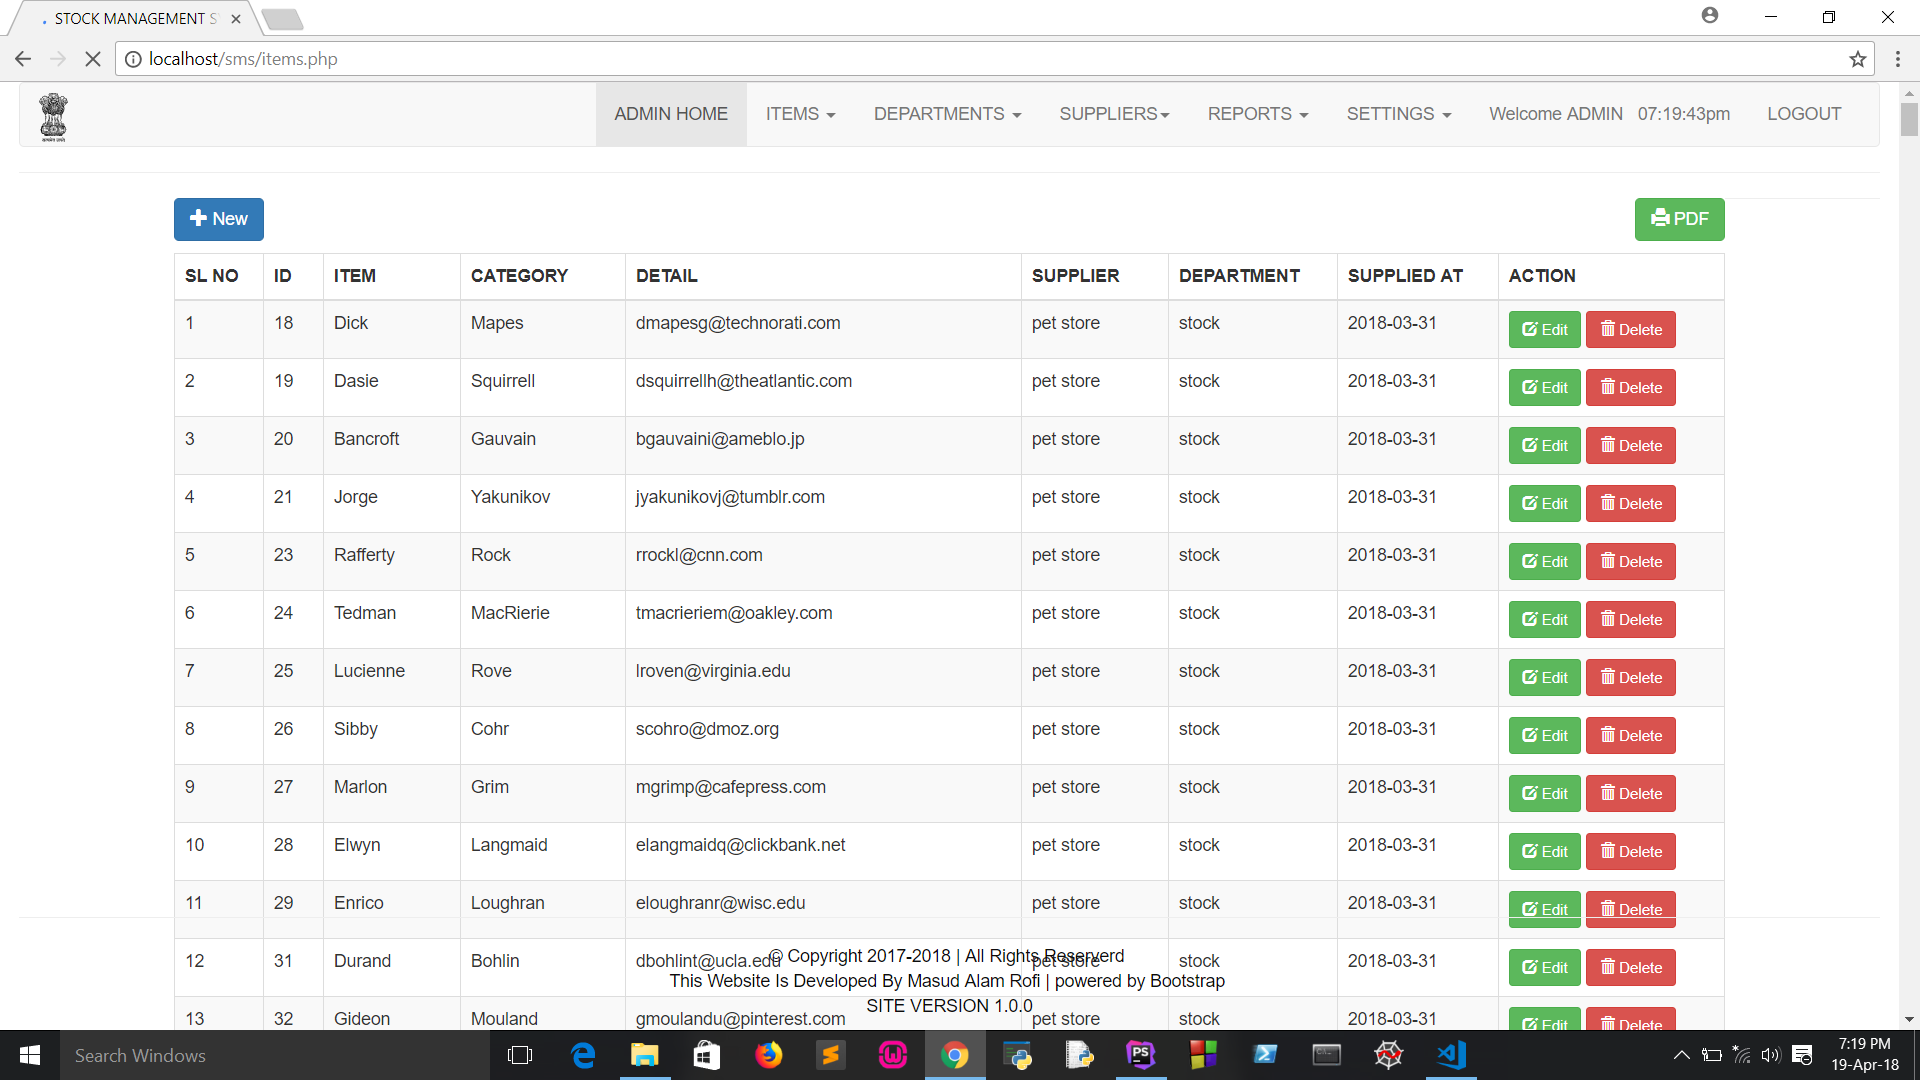 STOCK MANAGEMENT S
localhost/sms/items.php
ADMIN HOME ITEMS DEPARTMENTS SUPPLIERS REPORTS SETTINGS Welcome ADMIN 07:19:43pm LOGOUT
New PDF
SL NO ID ITEM CATEGORY DETAIL SUPPLIER DEPARTMENT SUPPLIED AT ACTION
1 18 Dick Mapes dmapesg@technorati.com pet store stock 2018-03-31 Edit Delete
2 19 Dasie Squirrell dsquirrellh@theatlantic.com pet store stock 2018-03-31 Edit Delete
3 20 Bancroft Gauvain bgauvaini@ameblo.jp pet store stock 2018-03-31 Edit Delete
4 21 Jorge Yakunikov jyakunikovj@tumblr.com pet store stock 2018-03-31 Edit Delete
5 23 Rafferty Rock rrockl@cnn.com pet store stock 2018-03-31 Edit Delete
6 24 Tedman MacRierie tmacrieriem@oakley.com pet store stock 2018-03-31 Edit Delete
7 25 Lucienne Rove lroven@virginia.edu pet store stock 2018-03-31 Edit Delete
8 26 Sibby Cohr scohro@dmoz.org pet store stock 2018-03-31 Edit Delete
9 27 Marlon Grim mgrimp@cafepress.com pet store stock 2018-03-31 Edit Delete
10 28 Elwyn Langmaid elangmaidq@clickbank.net pet store stock 2018-03-31 Edit Delete
11 29 Enrico Loughran eloughranr@wisc.edu pet store stock 2018-03-31 Edit Delete
12 31 Durand Bohlin dbohlint@ucla.edu pet store stock 2018-03-31 Edit Delete
© Copyright 2017-2018 | All Rights Reserverd
This Website Is Developed By Masud Alam Rofi | powered by Bootstrap
SITE VERSION 1.0.0
13 32 Gideon Mouland gmoulandu@pinterest.com pet store stock 2018-03-31 Edit Delete
Search Windows
7:19 PM
19-Apr-18